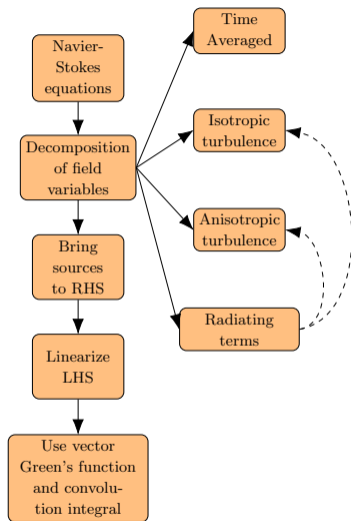 Navier-
Stokes
equations
Decomposition
of field
variables
Bring
sources
to RHS
Linearize
LHS
Use vector
Green's function
and convolu-
tion integral
Time
Averaged
Isotropic
turbulence
Anisotropic
turbulence
Radiating
terms